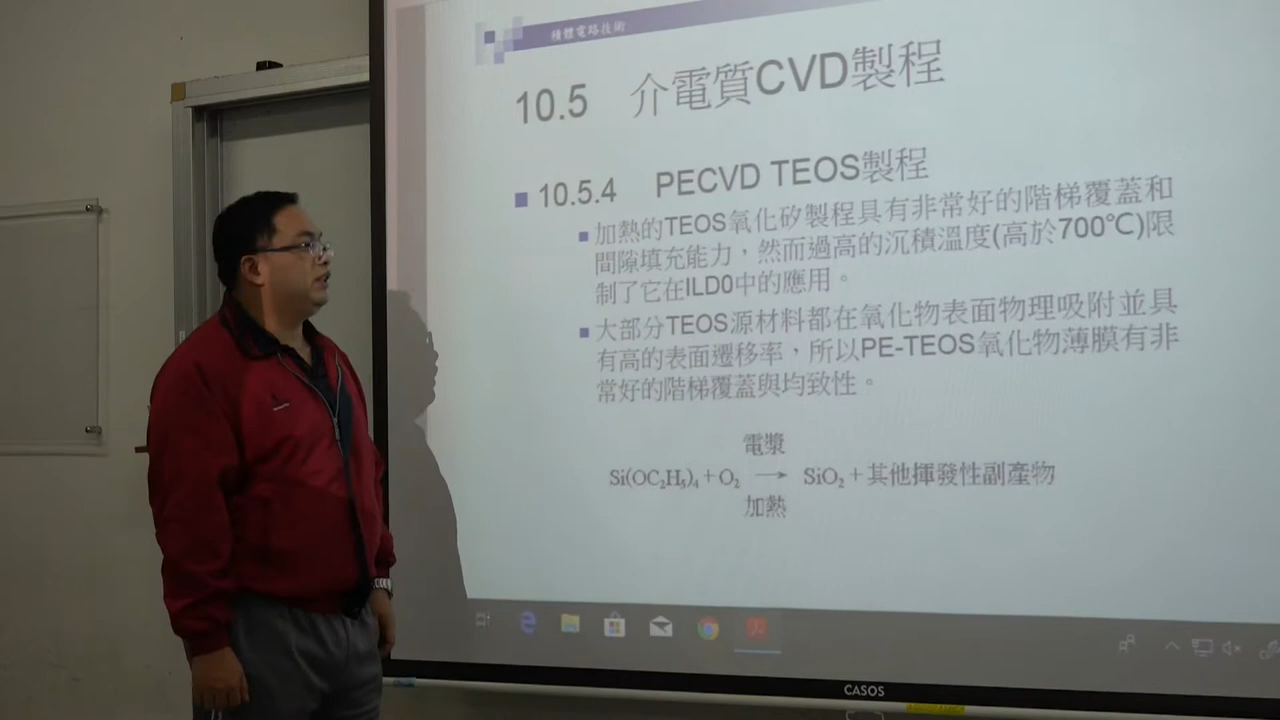 積體電路技術
10.5 介電質CVD製程
10.5.4 PECVD TEOS製程
加熱的TEOS氧化矽製程具有非常好的階梯覆蓋和
間隙填充能力，然而過高的沉積溫度(高於700℃)限
制了它在ILD0中的應用。
大部分TEOS源材料都在氧化物表面物理吸附並具
有高的表面遷移率，所以PE-TEOS氧化物薄膜有非
常好的階梯覆蓋與均致性。
電漿
Si(OC₂H₅)₄ + O₂ → SiO₂ + 其他揮發性副產物
加熱
CASOS